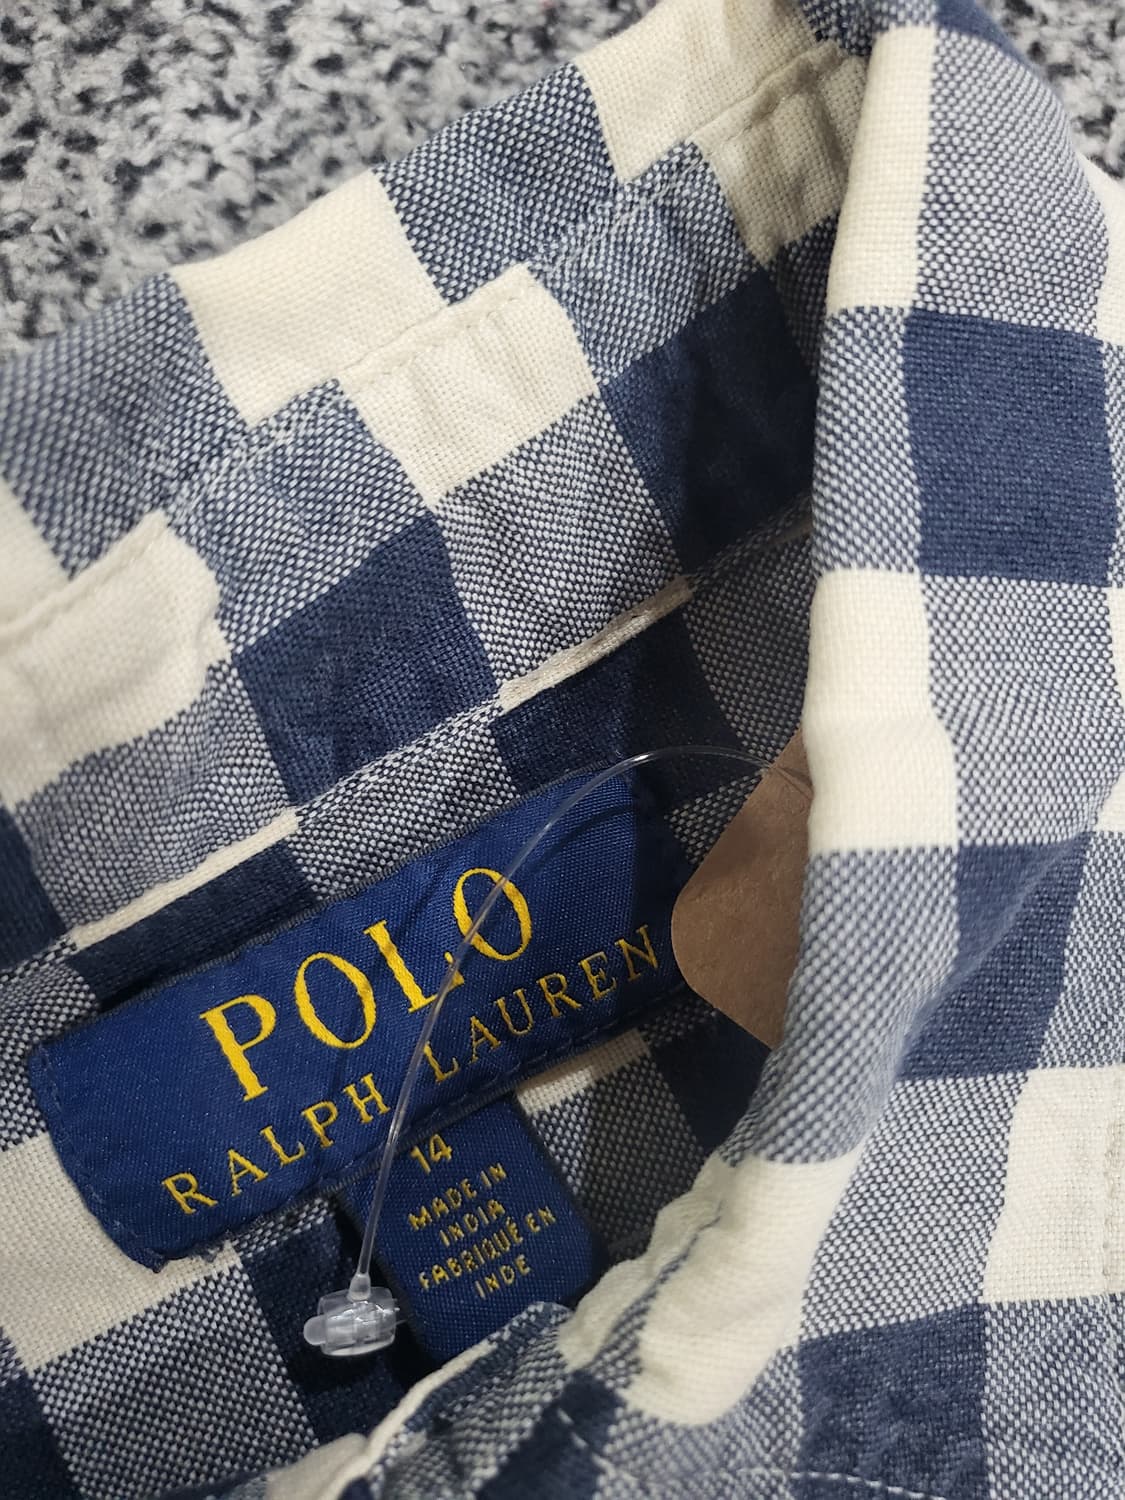 POLO
RALPH LAUREN
14
MADE IN
INDIA
FABRIQUÉ EN
INDE